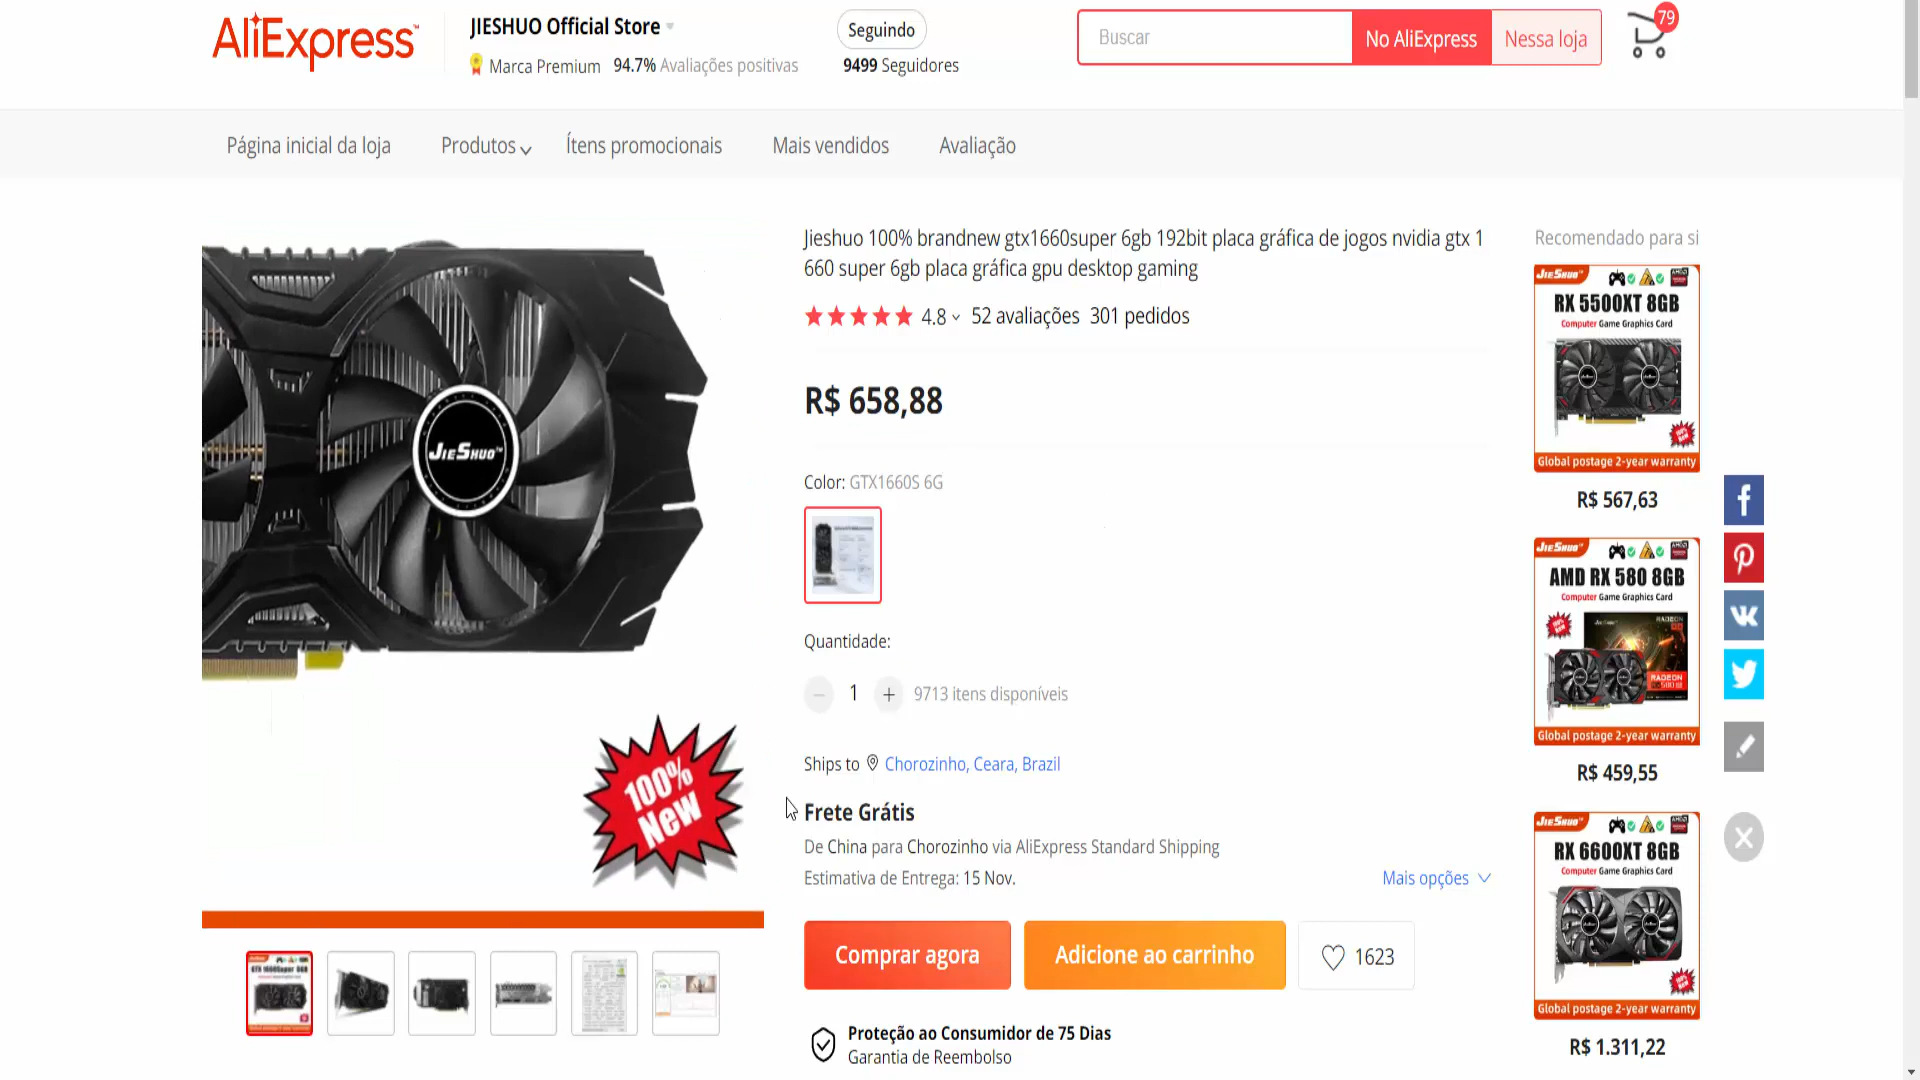 AliExpress™
JIESHUO Official Store
Marca Premium 94.7% Avaliações positivas
Seguindo
9499 Seguidores
Buscar
No AliExpress
Nessa loja
79
Página inicial da loja
Produtos
Ítens promocionais
Mais vendidos
Avaliação
JIESHUO™
100%
New
Jieshuo 100% brandnew gtx1660super 6gb 192bit placa gráfica de jogos nvidia gtx 1
660 super 6gb placa gráfica gpu desktop gaming
4.8 52 avaliações 301 pedidos
R$ 658,88
Color: GTX1660S 6G
Quantidade:
1
9713 itens disponíveis
Ships to Chorozinho, Ceara, Brazil
Frete Grátis
De China para Chorozinho via AliExpress Standard Shipping
Estimativa de Entrega: 15 Nov.
Mais opções
Comprar agora
Adicione ao carrinho
1623
Proteção ao Consumidor de 75 Dias
Garantia de Reembolso
Recomendado para si
JIESHUO™
RX 5500XT 8GB
Computer Game Graphics Card
Global postage 2-year warranty
R$ 567,63
JIESHUO™
AMD RX 580 8GB
Computer Game Graphics Card
RADEON
Global postage 2-year warranty
R$ 459,55
JIESHUO™
RX 6600XT 8GB
Computer Game Graphics Card
Global postage 2-year warranty
R$ 1.311,22